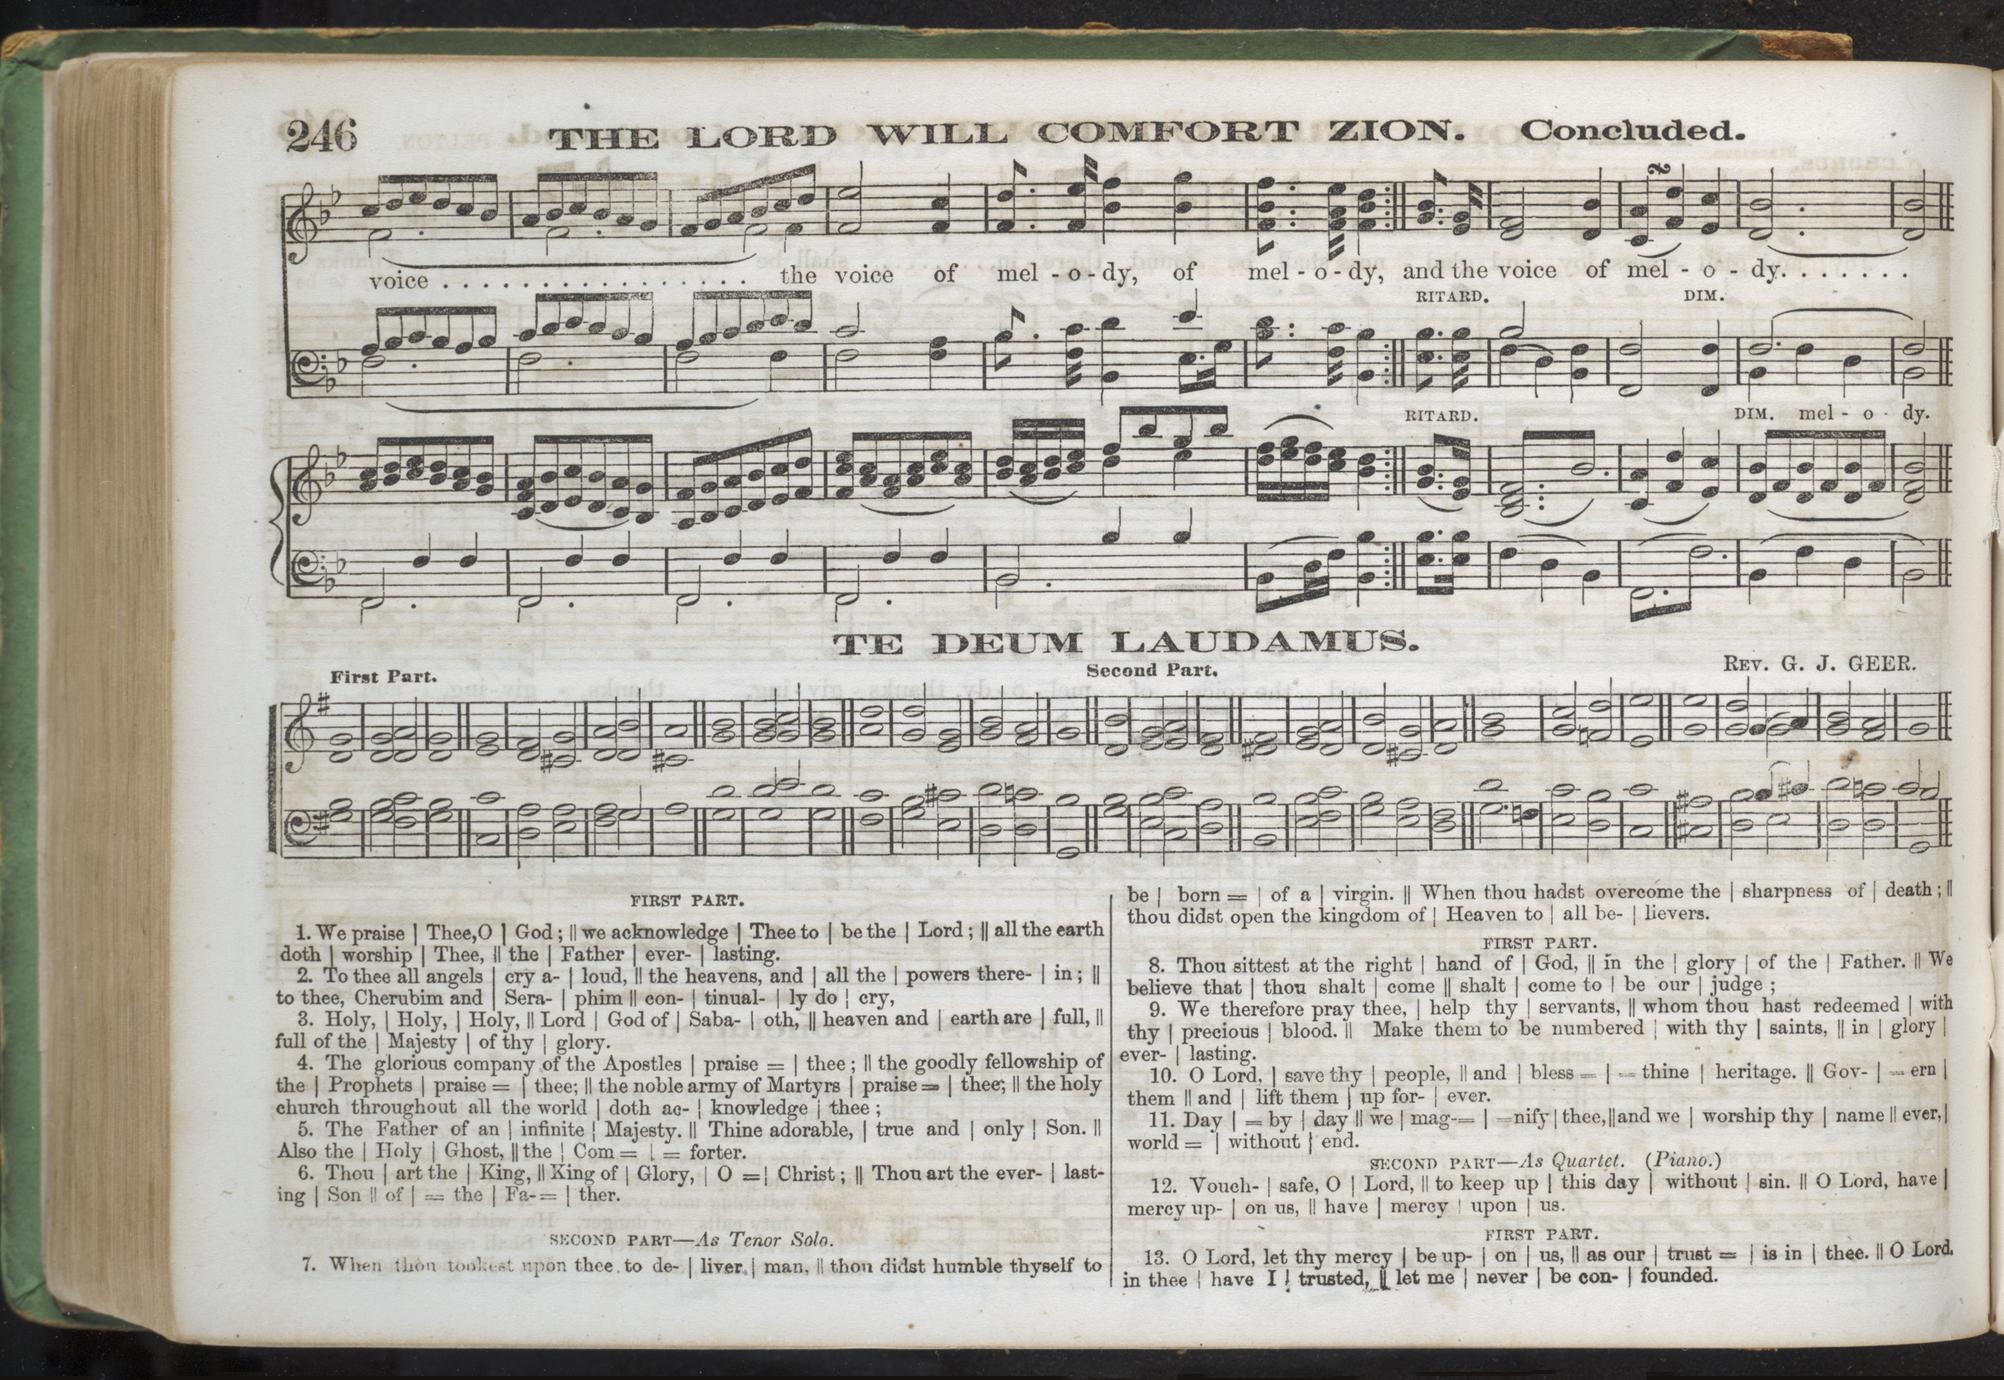 246 THE LORD WILL COMFORT ZION. Concluded.
voice . . . . . . . . . . . . . . . . . the voice of mel - o - dy, of mel - o - dy, and the voice of mel - o - dy. . . . . . .
RITARD. DIM.
RITARD. DIM. mel - o - dy.
TE DEUM LAUDAMUS.
First Part. Second Part. REV. G. J. GEER.
FIRST PART.
1. We praise | Thee, O | God; || we acknowledge | Thee to | be the | Lord; || all the earth
doth | worship | Thee, || the | Father | ever- | lasting.
2. To thee all angels | cry a- | loud, || the heavens, and | all the | powers there- | in; ||
to thee, Cherubim and | Sera- | phim || con- | tinual- | ly do | cry,
3. Holy, | Holy, | Holy, || Lord | God of | Saba- | oth, || heaven and | earth are | full, ||
full of the | Majesty | of thy | glory.
4. The glorious company of the Apostles | praise = | thee; || the goodly fellowship of
the | Prophets | praise = | thee; || the noble army of Martyrs | praise = | thee; || the holy
church throughout all the world | doth ac- | knowledge | thee;
5. The Father of an | infinite | Majesty. || Thine adorable, | true and | only | Son. ||
Also the | Holy | Ghost, || the | Com = | = forter.
6. Thou | art the | King, || King of | Glory, | O = | Christ; || Thou art the ever- | last-
ing | Son || of | = the | Fa- = | ther.
SECOND PART—As Tenor Solo.
7. When thou tookest upon thee to de- | liver | man, || thou didst humble thyself to
be | born = | of a | virgin. || When thou hadst overcome the | sharpness of | death; ||
thou didst open the kingdom of | Heaven to | all be- | lievers.
FIRST PART.
8. Thou sittest at the right | hand of | God, || in the | glory | of the | Father. || We
believe that | thou shalt | come || shalt | come to | be our | judge;
9. We therefore pray thee, | help thy | servants, || whom thou hast redeemed | with
thy | precious | blood. || Make them to be numbered | with thy | saints, || in | glory |
ever- | lasting.
10. O Lord, | save thy | people, || and | bless = | = thine | heritage. || Gov- | = ern |
them || and | lift them | up for- | ever.
11. Day | = by | day || we | mag-= | =nify | thee, || and we | worship thy | name || ever, |
world = | without | end.
SECOND PART—As Quartet. (Piano.)
12. Vouch- | safe, O | Lord, || to keep up | this day | without | sin. || O Lord, have |
mercy up- | on us, || have | mercy | upon | us.
FIRST PART.
13. O Lord, let thy mercy | be up- | on | us, || as our | trust = | is in | thee. || O Lord,
in thee | have I | trusted, || let me | never | be con- | founded.